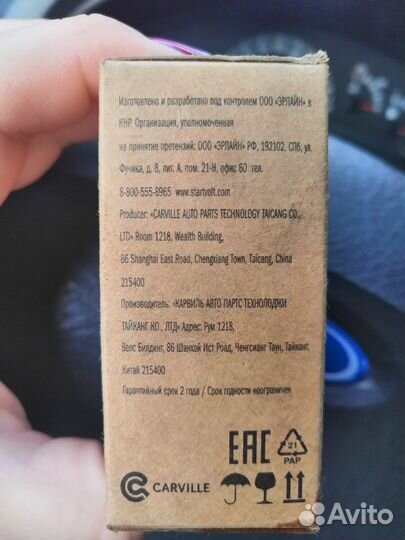 Изготовлено и разработано под контролем ООО «ЭРЛАЙН» в
КНР. Организация, уполномоченная
на принятие претензий: ООО «ЭРЛАЙН» РФ, 192102, СПб, ул.
Фучика, д. 8, лит. А, пом. 21-Н, офис 60 тел.
8-800-555-8965 www.startvolt.com
Producer: «CARVILLE AUTO PARTS TECHNOLOGY TAICANG CO.,
LTD» Room 1218, Wealth Building,
86 Shanghai East Road, Chengxiang Town, Taicang, China
215400
Производитель: «КАРВИЛЬ АВТО ПАРТС ТЕХНОЛОДЖИ
ТАЙКАНГ КО., ЛТД» Адрес: Рум 1218,
Велс Билдинг, 86 Шанхай Ист Роад, Ченгсианг Таун, Тайканг,
Китай 215400
Гарантийный срок 2 года / Срок годности неограничен
EAC
21
PAP
CARVILLE
Avito